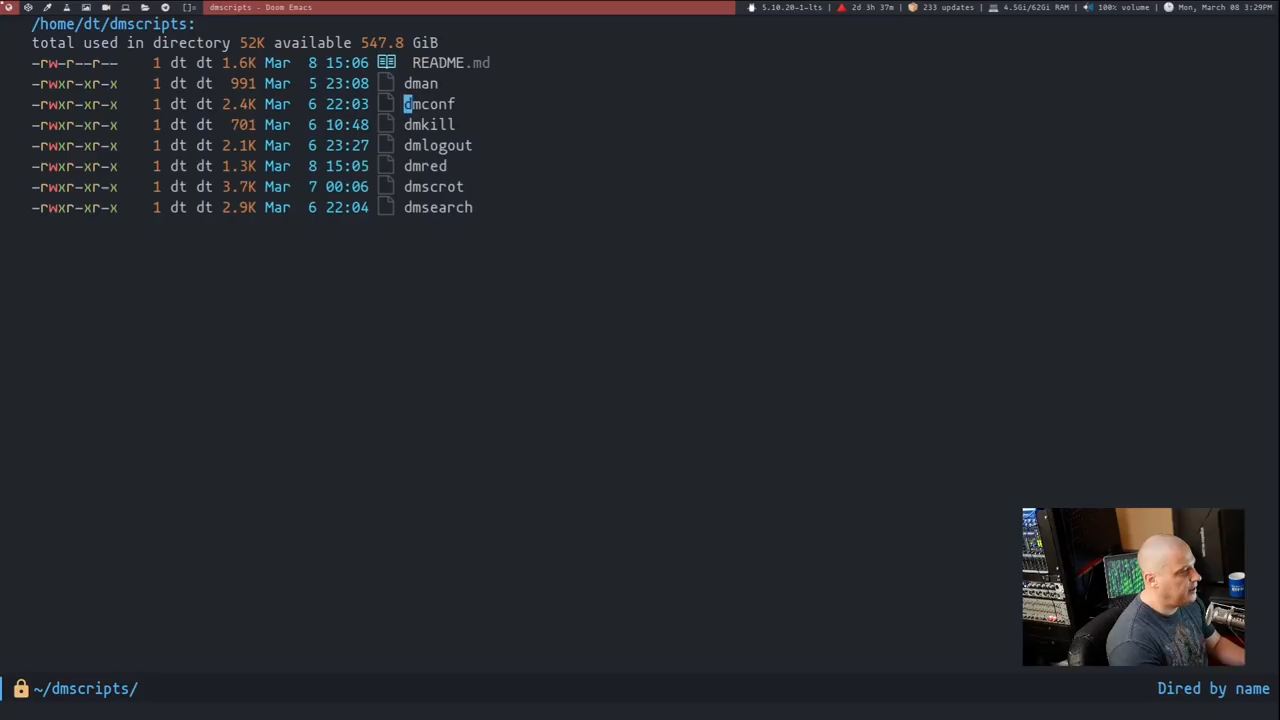 []= dmscripts - Doom Emacs 5.10.20-1-lts 2d 3h 37m 233 updates 4.5Gi/62Gi RAM 100% volume Mon, March 08 3:29PM
/home/dt/dmscripts:
total used in directory 52K available 547.8 GiB
-rw-r--r-- 1 dt dt 1.6K Mar 8 15:06 README.md
-rwxr-xr-x 1 dt dt 991 Mar 5 23:08 dman
-rwxr-xr-x 1 dt dt 2.4K Mar 6 22:03 dmconf
-rwxr-xr-x 1 dt dt 701 Mar 6 10:48 dmkill
-rwxr-xr-x 1 dt dt 2.1K Mar 6 23:27 dmlogout
-rwxr-xr-x 1 dt dt 1.3K Mar 8 15:05 dmred
-rwxr-xr-x 1 dt dt 3.7K Mar 7 00:06 dmscrot
-rwxr-xr-x 1 dt dt 2.9K Mar 6 22:04 dmsearch
~/dmscripts/ Dired by name